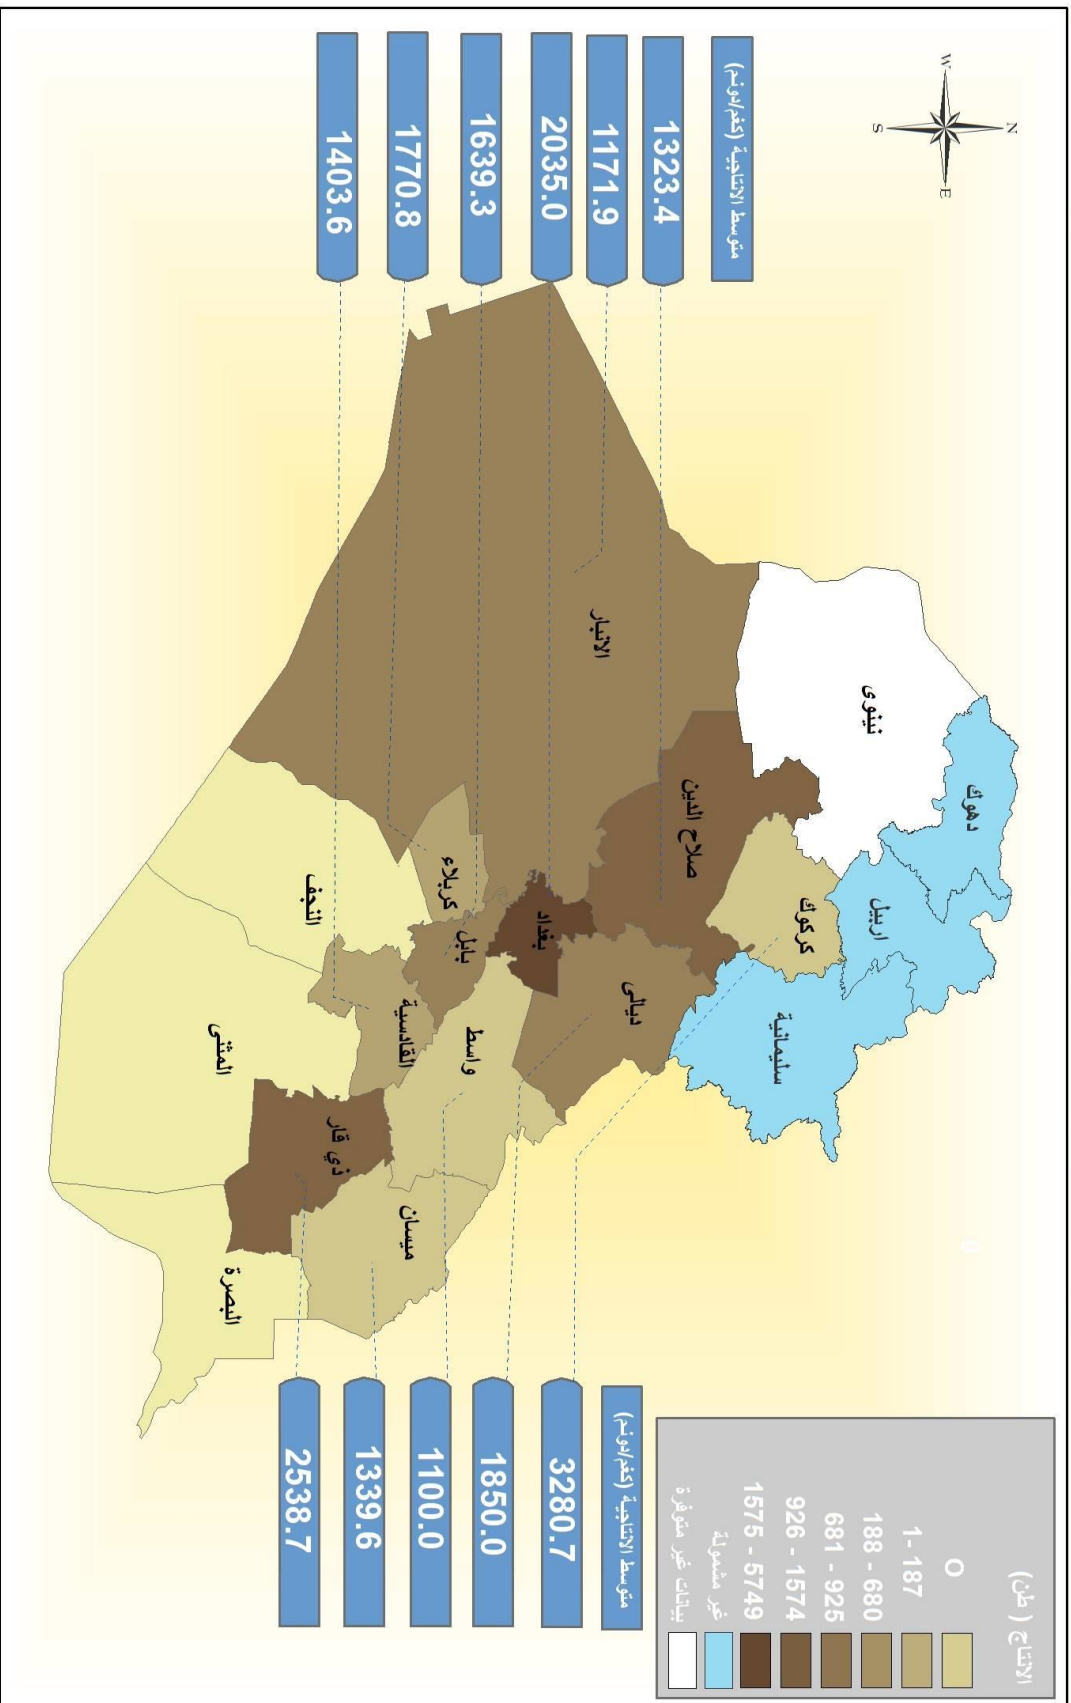 W
N
S
E
متوسط الانتاجية (كغم/دونم)
1323.4
1171.9
2035.0
1639.3
1770.8
1403.6
نينوى
دهوك
اربيل
سليمانية
كركوك
صلاح الدين
الانبار
ديالى
بغداد
كربلاء
بابل
واسط
القادسية
النجف
المثنى
ذي قار
ميسان
البصرة
متوسط الانتاجية (كغم/دونم)
3280.7
1850.0
1100.0
1339.6
2538.7
الانتاج ( طن)
O
1- 187
188 - 680
681 - 925
926 - 1574
1575 - 5749
غير مشمولة
بيانات غير متوفرة